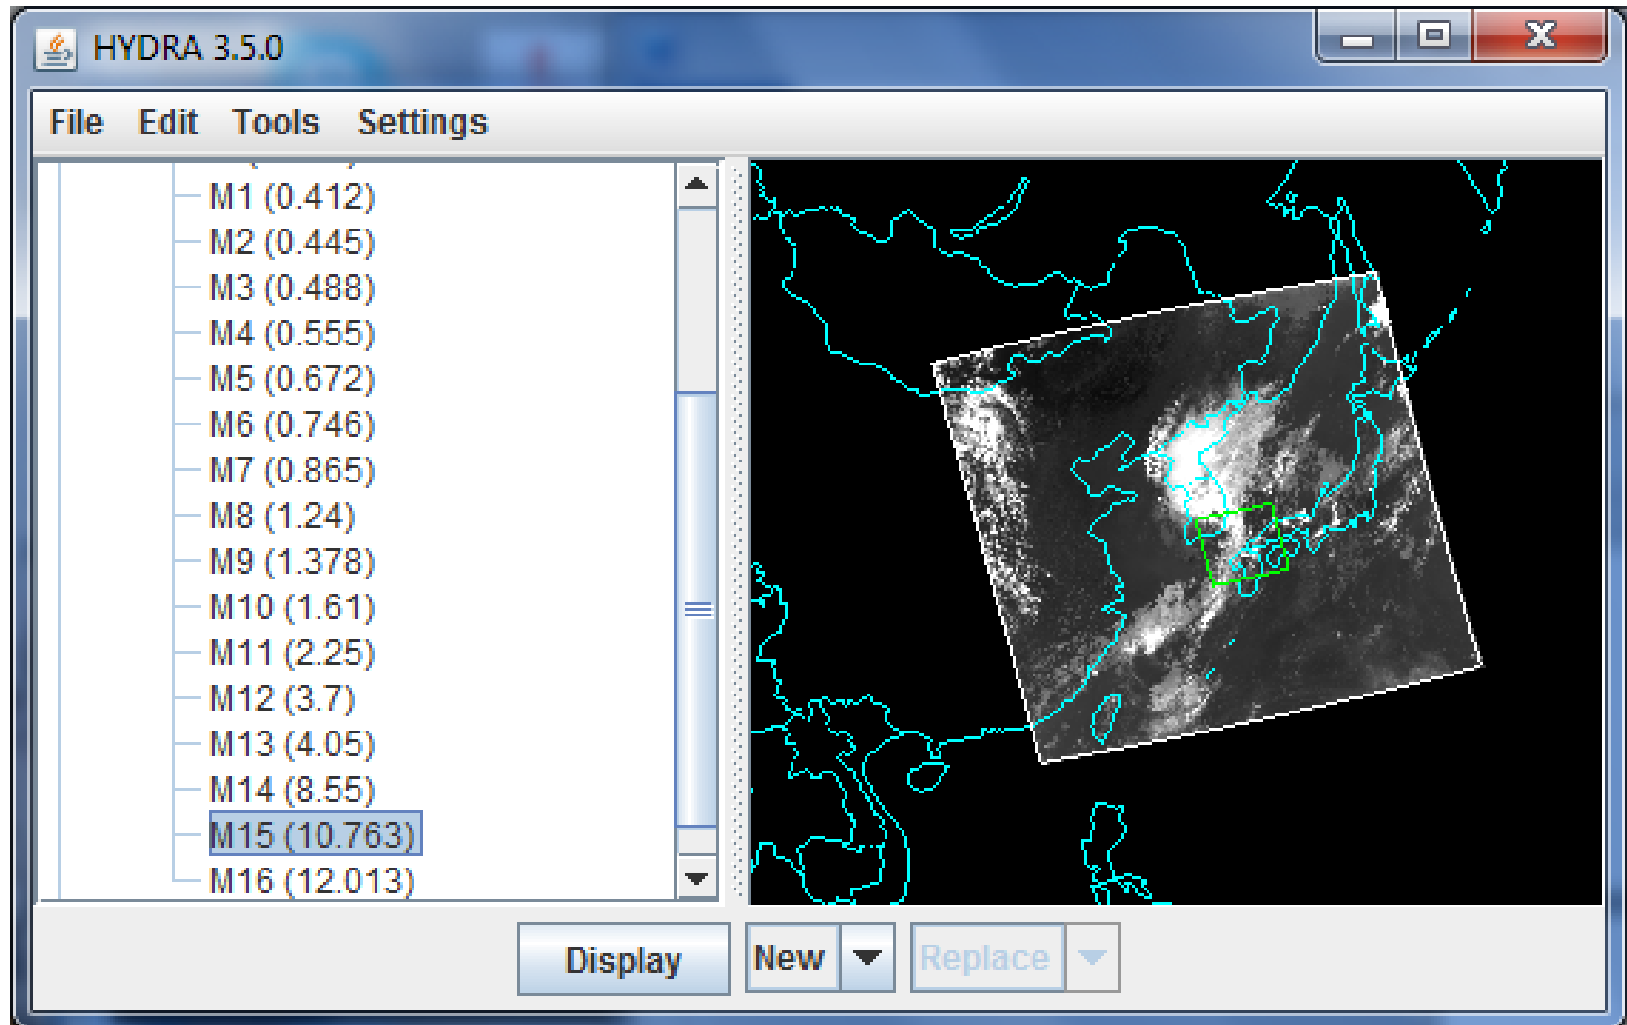 HYDRA 3.5.0
File Edit Tools Settings
M1 (0.412)
M2 (0.445)
M3 (0.488)
M4 (0.555)
M5 (0.672)
M6 (0.746)
M7 (0.865)
M8 (1.24)
M9 (1.378)
M10 (1.61)
M11 (2.25)
M12 (3.7)
M13 (4.05)
M14 (8.55)
M15 (10.763)
M16 (12.013)
Display New Replace